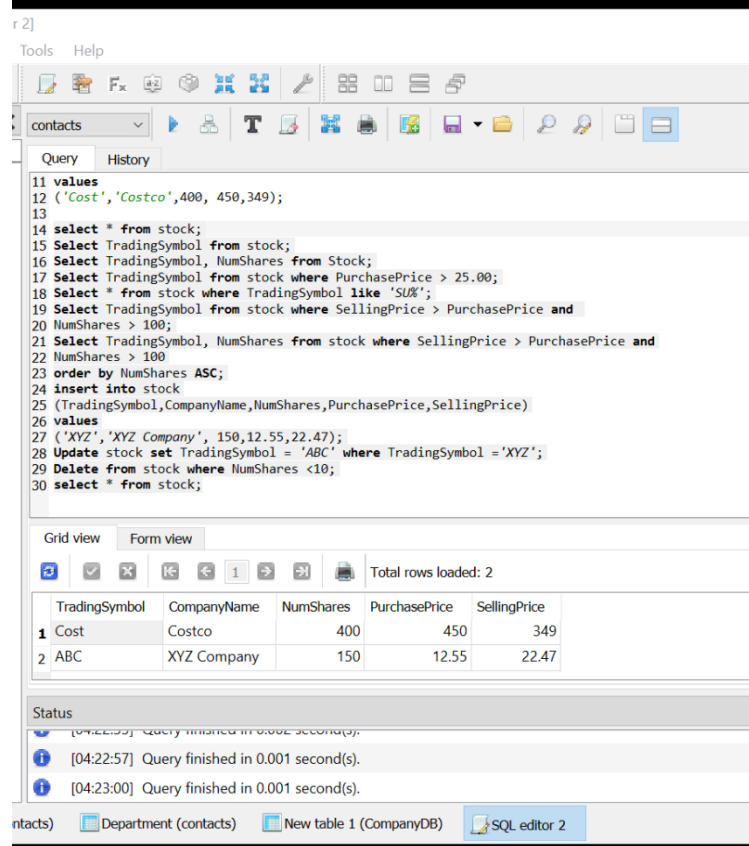 r 2]
Tools Help
Fx a-z
contacts T
Query History
11 values
12 ('Cost','Costco',400, 450,349);
13
14 select * from stock;
15 Select TradingSymbol from stock;
16 Select TradingSymbol, NumShares from Stock;
17 Select TradingSymbol from stock where PurchasePrice > 25.00;
18 Select * from stock where TradingSymbol like 'SU%';
19 Select TradingSymbol from stock where SellingPrice > PurchasePrice and
20 NumShares > 100;
21 Select TradingSymbol, NumShares from stock where SellingPrice > PurchasePrice and
22 NumShares > 100
23 order by NumShares ASC;
24 insert into stock
25 (TradingSymbol,CompanyName,NumShares,PurchasePrice,SellingPrice)
26 values
27 ('XYZ','XYZ Company', 150,12.55,22.47);
28 Update stock set TradingSymbol = 'ABC' where TradingSymbol ='XYZ';
29 Delete from stock where NumShares <10;
30 select * from stock;
Grid view Form view
1 Total rows loaded: 2
TradingSymbol CompanyName NumShares PurchasePrice SellingPrice
1 Cost Costco 400 450 349
2 ABC XYZ Company 150 12.55 22.47
Status
Query finished in 0.002 second(s).
[04:22:57] Query finished in 0.001 second(s).
[04:23:00] Query finished in 0.001 second(s).
ntacts) Department (contacts) New table 1 (CompanyDB) SQL editor 2